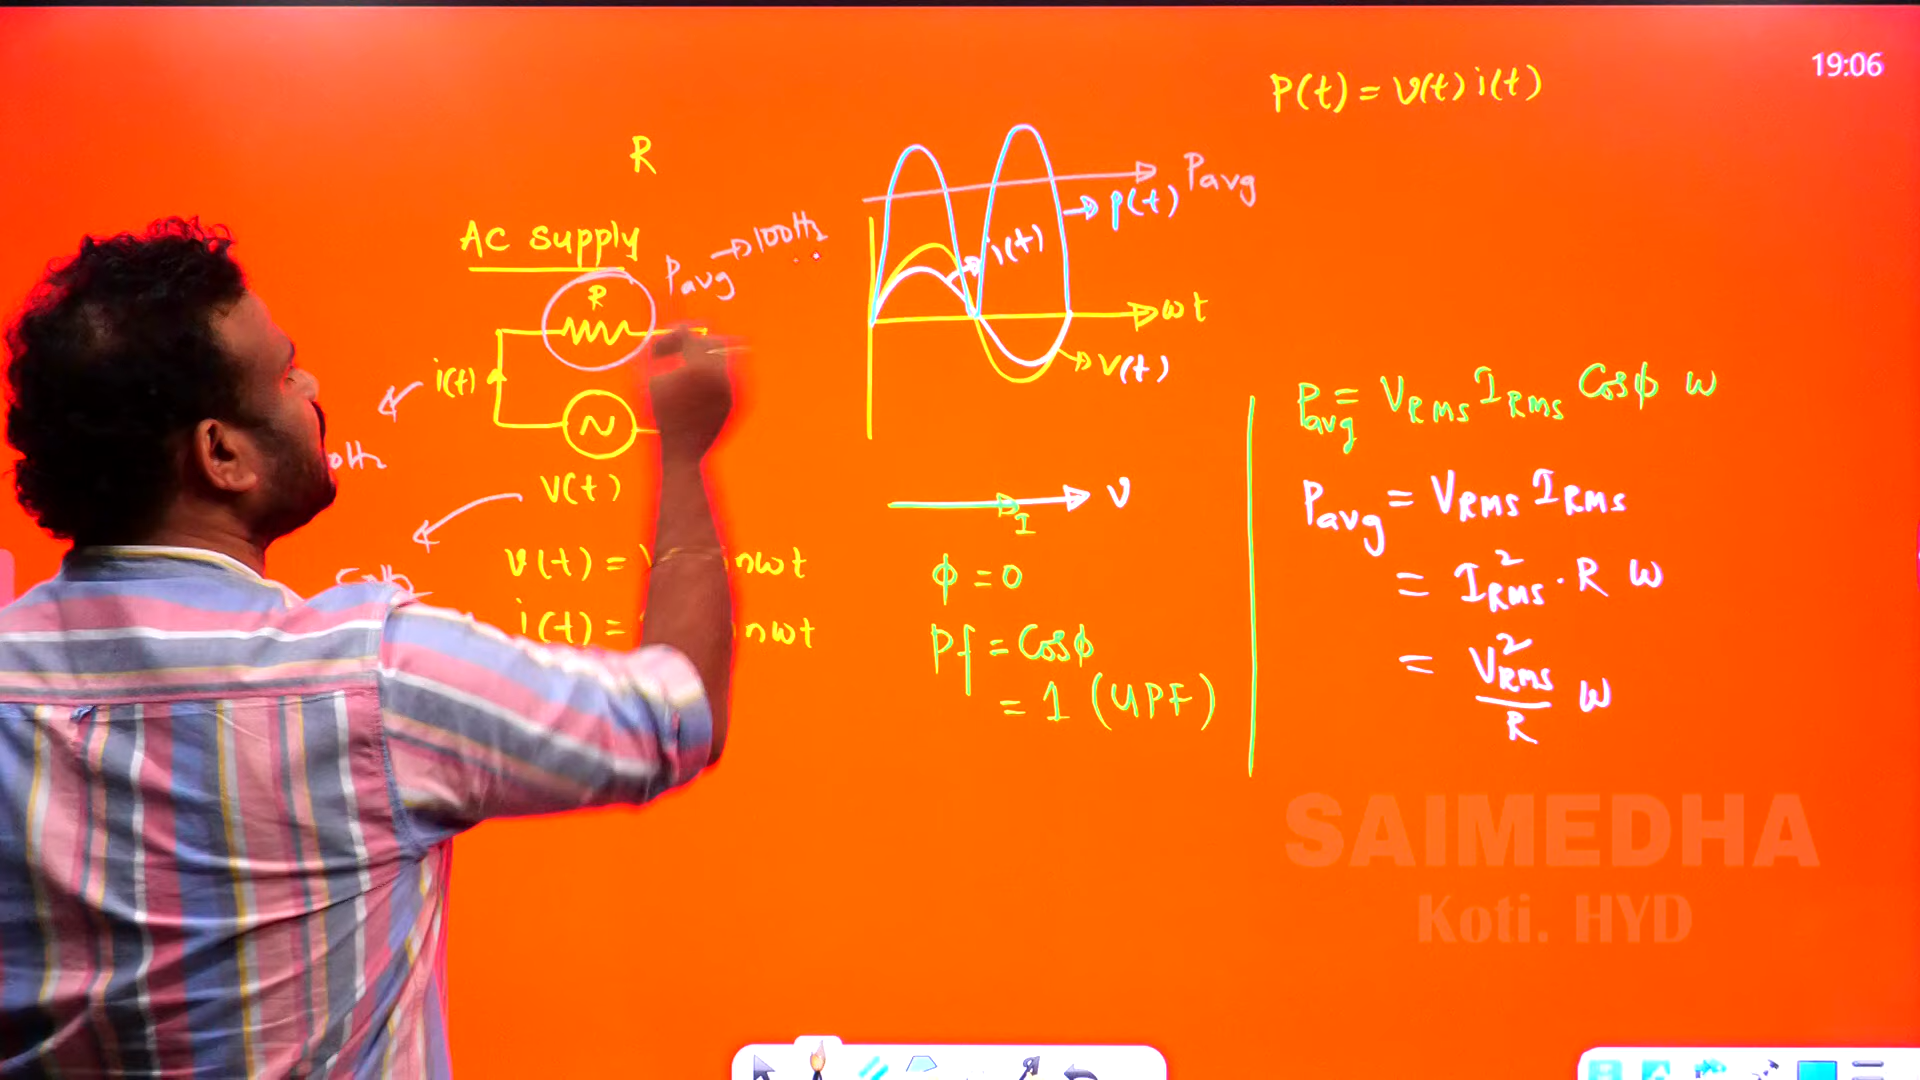 19:06
P(t) = v(t) i(t)
R
AC supply
Pavg → 100Hz
R
i(t)
V(t)
v(t) =
nωt
i(t) =
nωt
Pavg
p(t)
i(t)
ωt
v(t)
V
I
ϕ = 0
Pf = Cosϕ
= 1 (UPF)
Pavg = VRMS IRMS Cosϕ W
Pavg = VRMS IRMS
= I²RMS . R W
= V²RMS / R W
SAIMEDHA
Koti. HYD